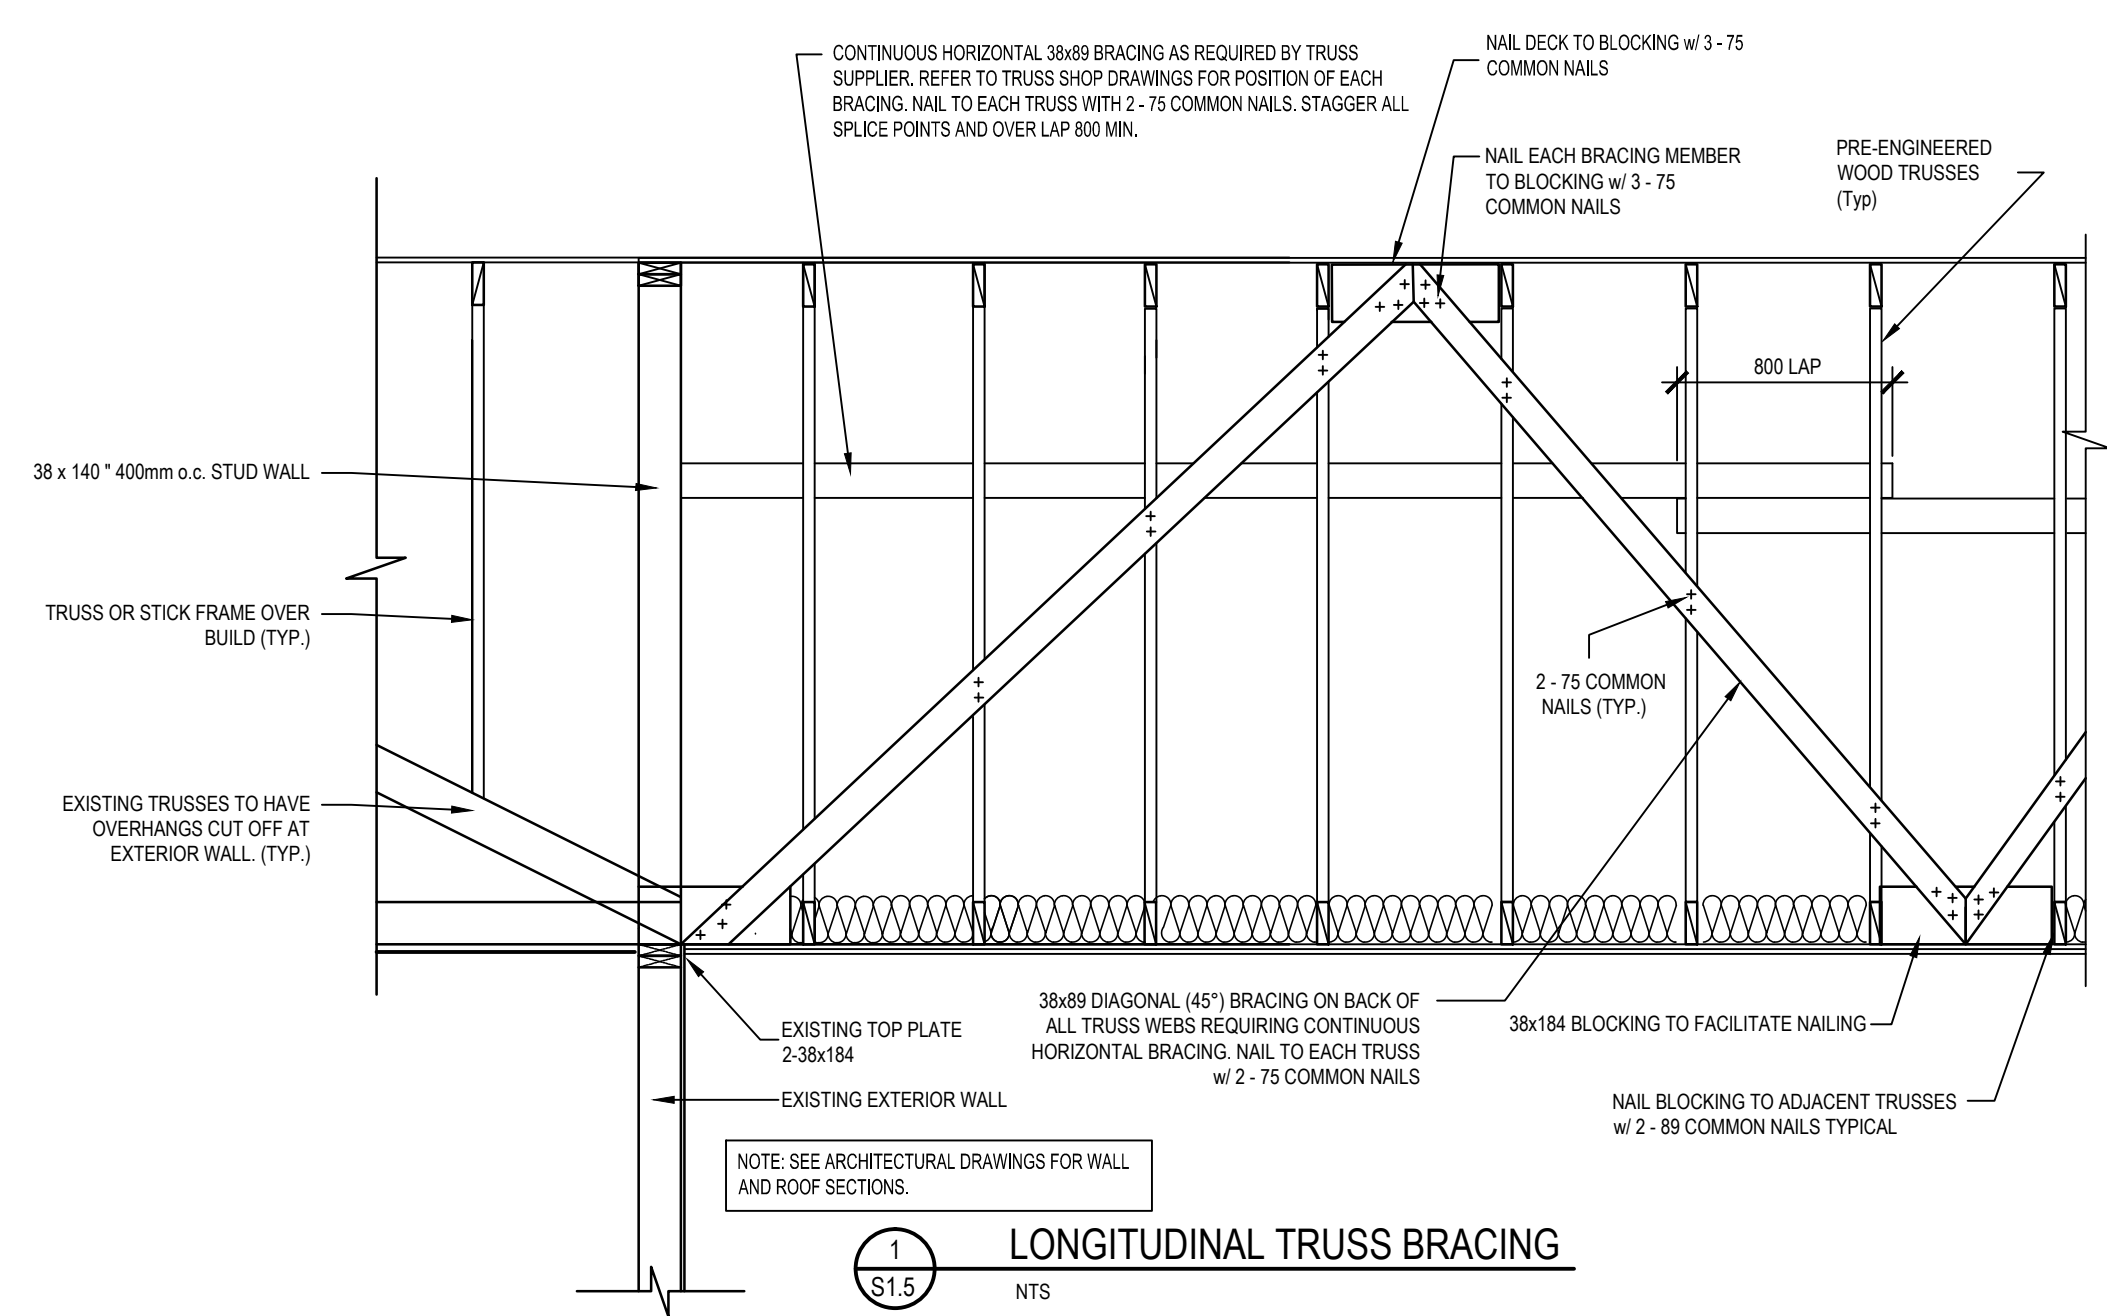 CONTINUOUS HORIZONTAL 38x89 BRACING AS REQUIRED BY TRUSS
SUPPLIER. REFER TO TRUSS SHOP DRAWINGS FOR POSITION OF EACH
BRACING. NAIL TO EACH TRUSS WITH 2 - 75 COMMON NAILS. STAGGER ALL
SPLICE POINTS AND OVER LAP 800 MIN.
NAIL DECK TO BLOCKING w/ 3 - 75
COMMON NAILS
NAIL EACH BRACING MEMBER
TO BLOCKING w/ 3 - 75
COMMON NAILS
PRE-ENGINEERED
WOOD TRUSSES
(Typ)
800 LAP
38 x 140 " 400mm o.c. STUD WALL
TRUSS OR STICK FRAME OVER
BUILD (TYP.)
2 - 75 COMMON
NAILS (TYP.)
EXISTING TRUSSES TO HAVE
OVERHANGS CUT OFF AT
EXTERIOR WALL. (TYP.)
EXISTING TOP PLATE
2-38x184
EXISTING EXTERIOR WALL
38x89 DIAGONAL (45°) BRACING ON BACK OF
ALL TRUSS WEBS REQUIRING CONTINUOUS
HORIZONTAL BRACING. NAIL TO EACH TRUSS
w/ 2 - 75 COMMON NAILS
38x184 BLOCKING TO FACILITATE NAILING
NAIL BLOCKING TO ADJACENT TRUSSES
w/ 2 - 89 COMMON NAILS TYPICAL
NOTE: SEE ARCHITECTURAL DRAWINGS FOR WALL
AND ROOF SECTIONS.
1
S1.5
LONGITUDINAL TRUSS BRACING
NTS